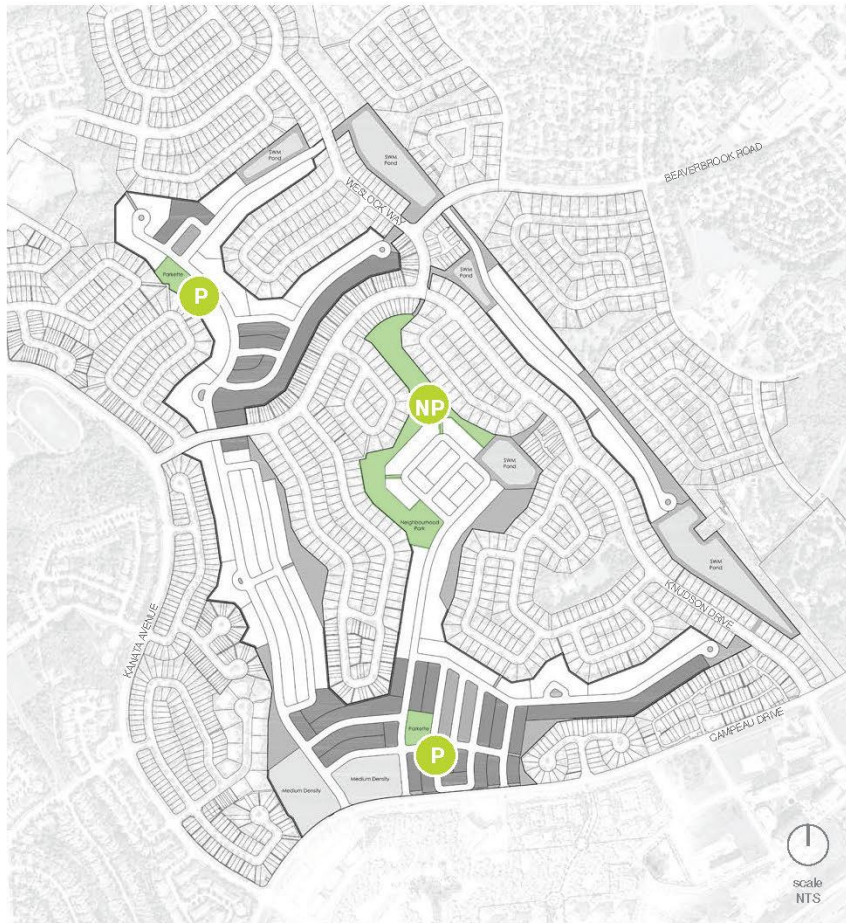 SWM
Pond
SWM
Pond
BEAVERBROOK ROAD
WESLOCK WAY
SWM
Pond
Parkette
P
NP
SWM
Pond
Neighbourhood
Park
SWM
Pond
KNUDSON DRIVE
KANATA AVENUE
CAMPEAU DRIVE
Parkette
P
Medium Density
Medium Density
scale
NTS